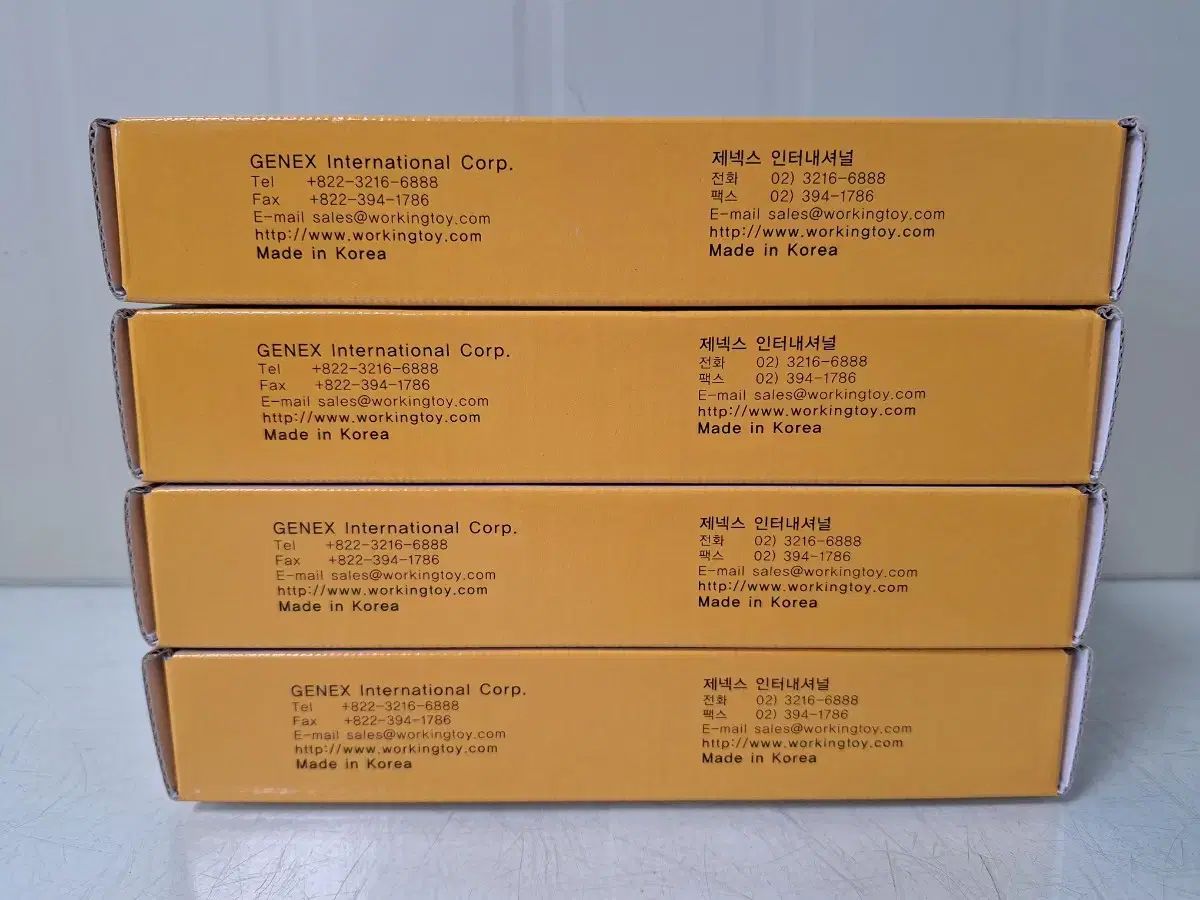 GENEX International Corp.
Tel +822-3216-6888
Fax +822-394-1786
E-mail sales@workingtoy.com
http://www.workingtoy.com
Made in Korea
제넥스 인터내셔널
전화 02) 3216-6888
팩스 02) 394-1786
E-mail sales@workingtoy.com
http://www.workingtoy.com
Made in Korea
GENEX International Corp.
Tel +822-3216-6888
Fax +822-394-1786
E-mail sales@workingtoy.com
http://www.workingtoy.com
Made in Korea
제넥스 인터내셔널
전화 02) 3216-6888
팩스 02) 394-1786
E-mail sales@workingtoy.com
http://www.workingtoy.com
Made in Korea
GENEX International Corp.
Tel +822-3216-6888
Fax +822-394-1786
E-mail sales@workingtoy.com
http://www.workingtoy.com
Made in Korea
제넥스 인터내셔널
전화 02) 3216-6888
팩스 02) 394-1786
E-mail sales@workingtoy.com
http://www.workingtoy.com
Made in Korea
GENEX International Corp.
Tel +822-3216-6888
Fax +822-394-1786
E-mail sales@workingtoy.com
http://www.workingtoy.com
Made in Korea
제넥스 인터내셔널
전화 02) 3216-6888
팩스 02) 394-1786
E-mail sales@workingtoy.com
http://www.workingtoy.com
Made in Korea